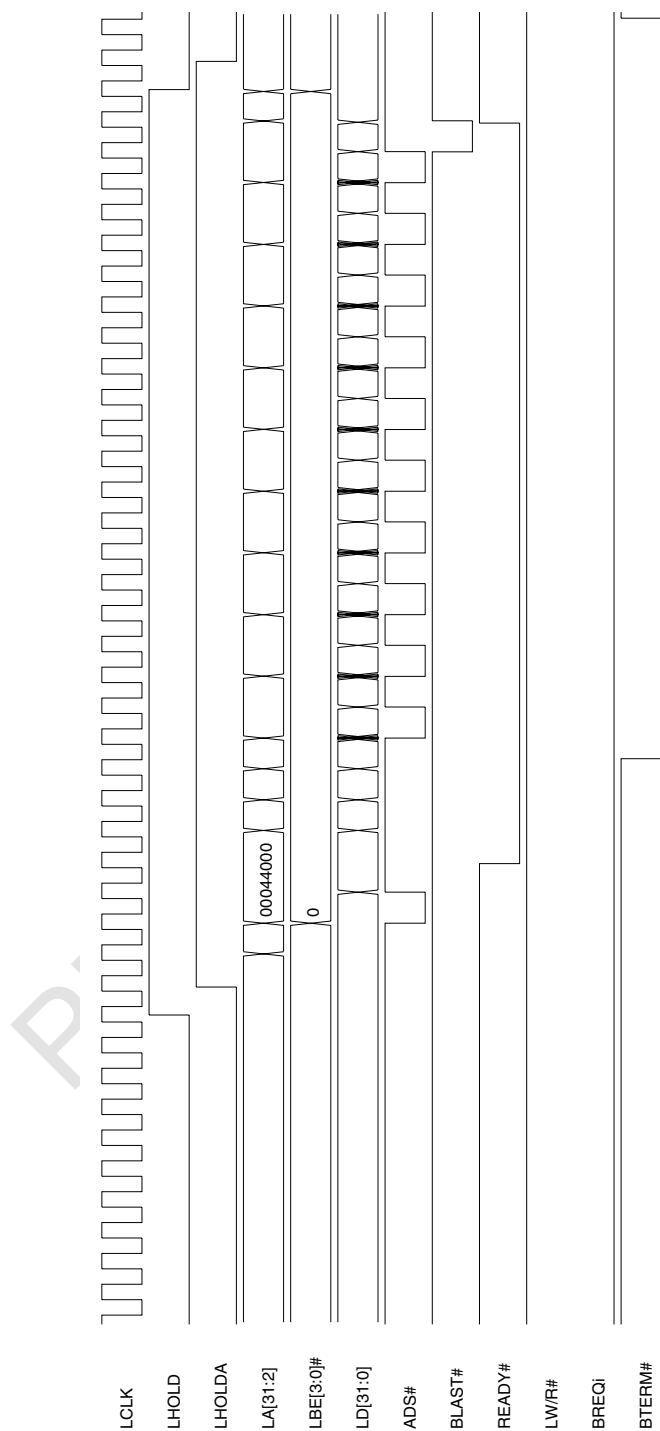 LCLK
LHOLD
LHOLDA
LA[31:2]
00044000
LBE[3:0]#
0
LD[31:0]
ADS#
BLAST#
READY#
LW/R#
BREQi
BTERM#